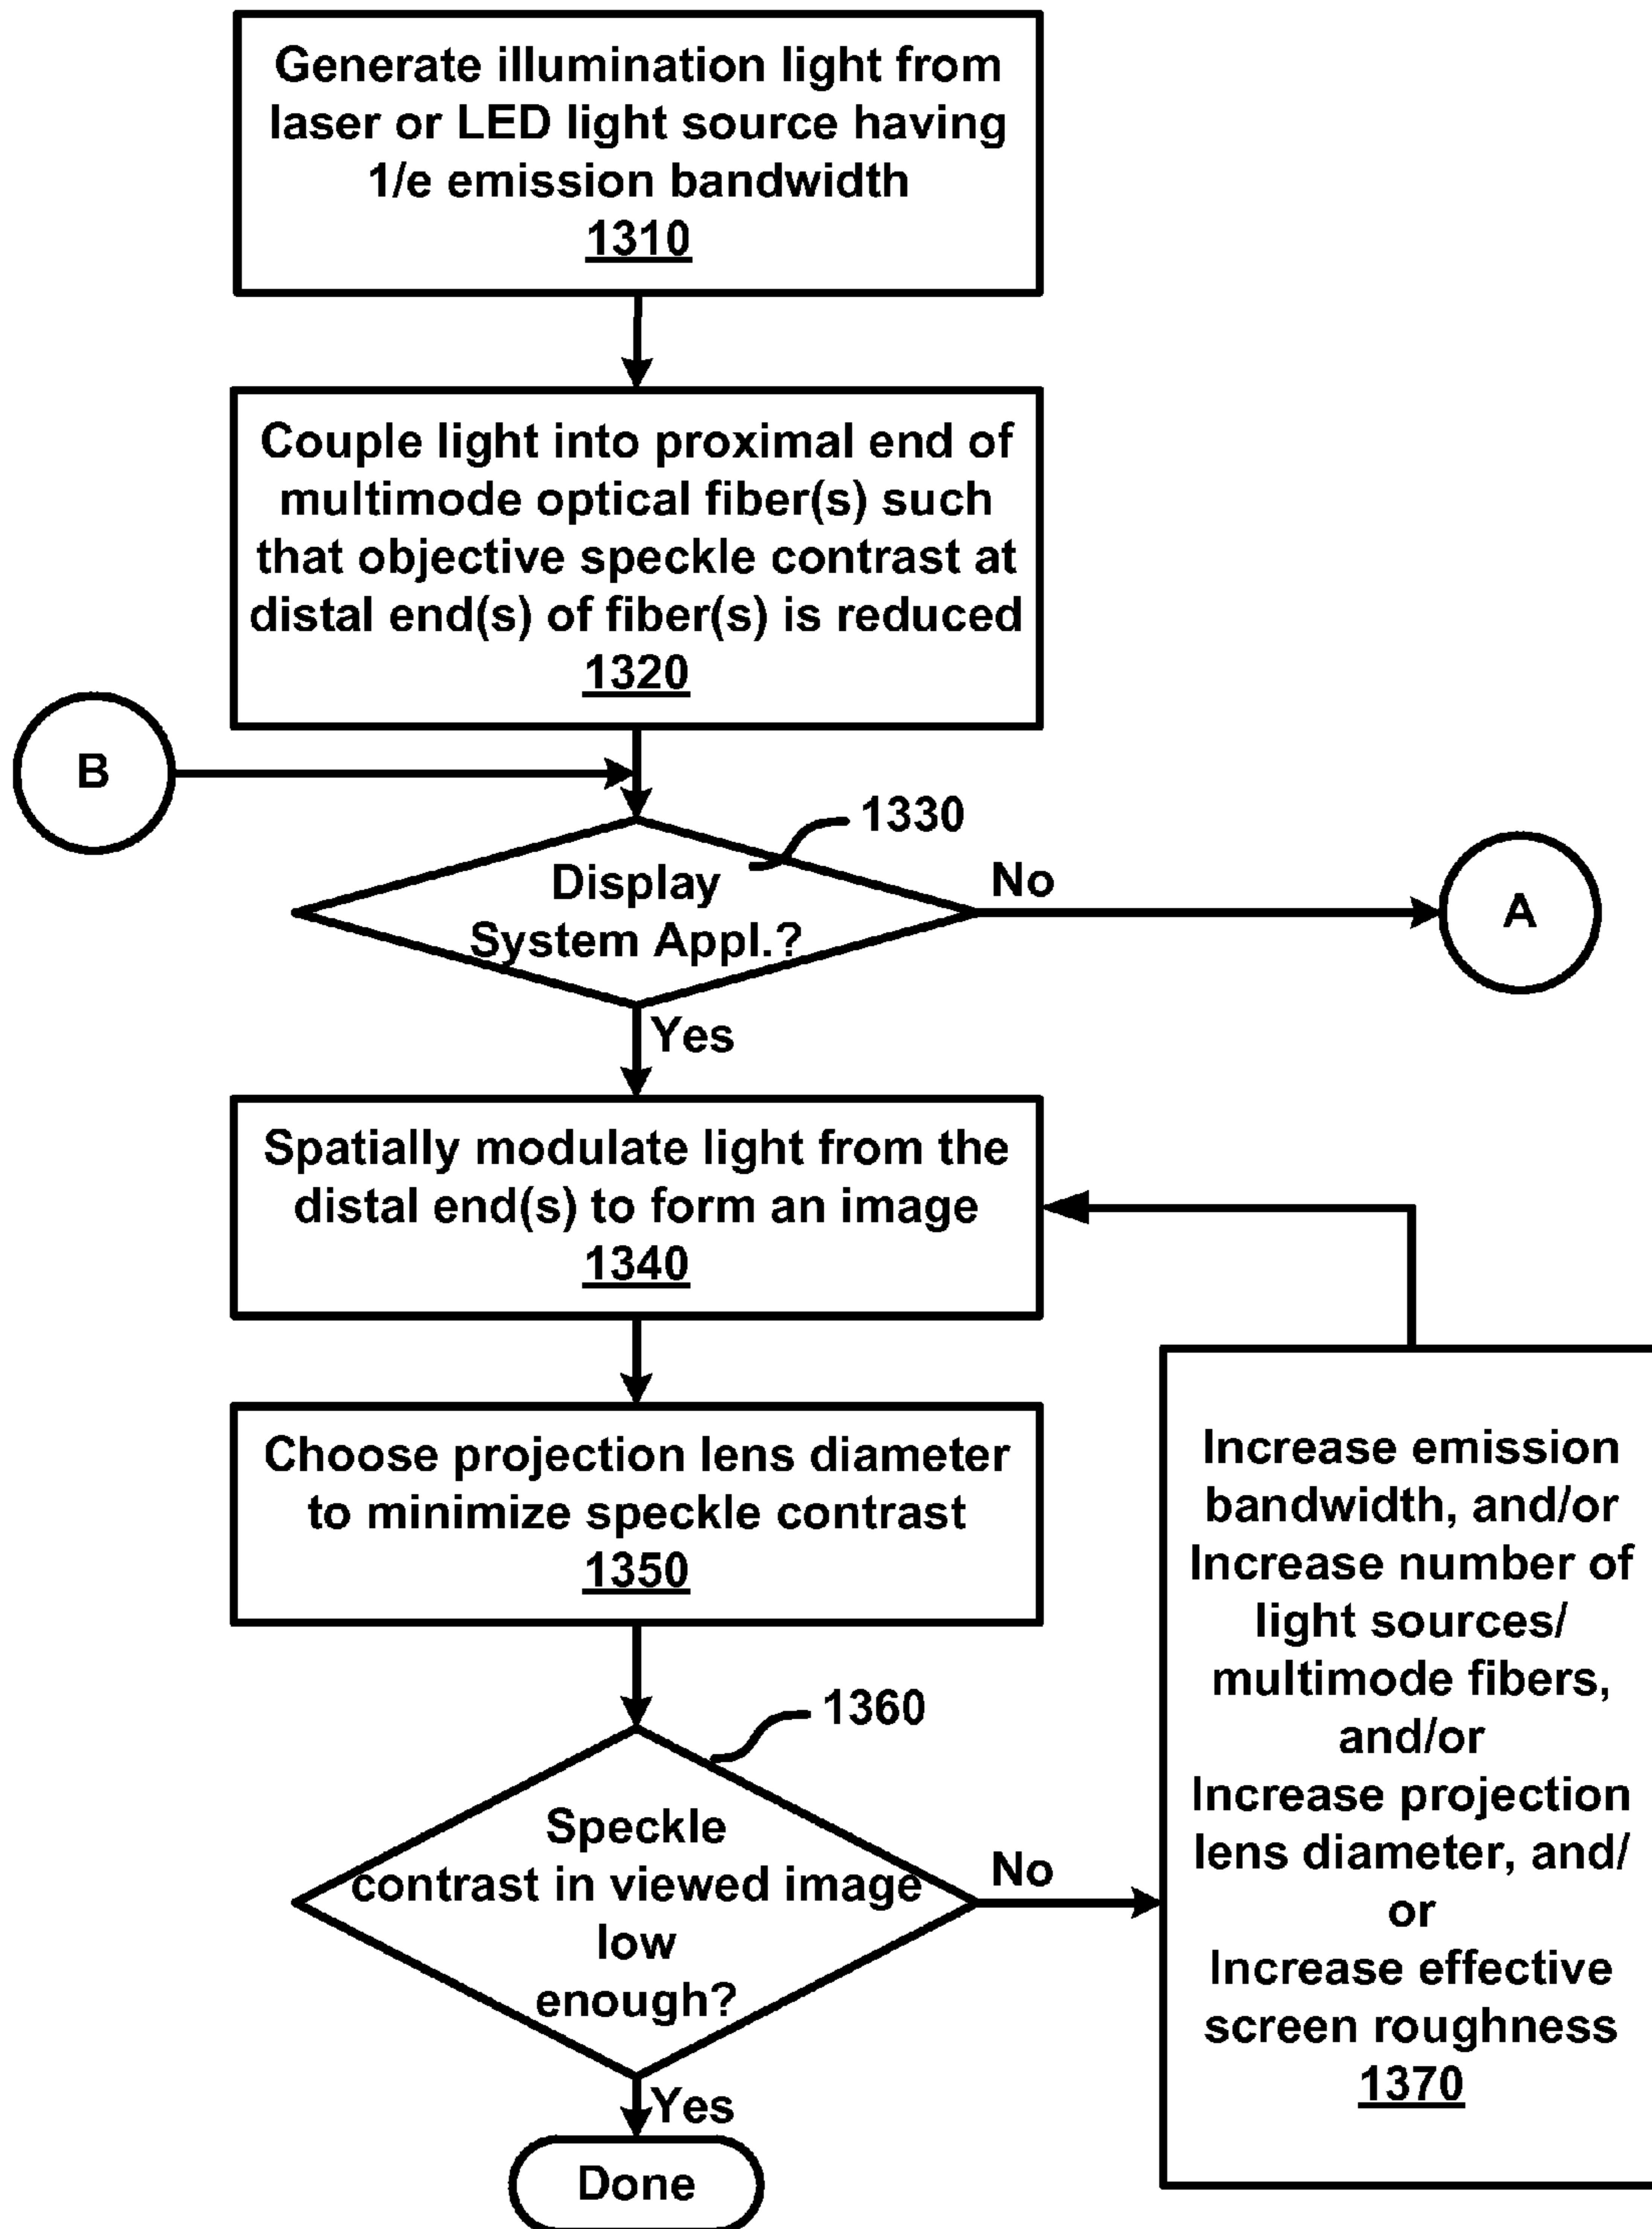 Generate illumination light from
laser or LED light source having
1/e emission bandwidth
1310
Couple light into proximal end of
multimode optical fiber(s) such
that objective speckle contrast at
distal end(s) of fiber(s) is reduced
1320
B
1330
Display
System Appl.?
No
A
Yes
Spatially modulate light from the
distal end(s) to form an image
1340
Choose projection lens diameter
to minimize speckle contrast
1350
1360
Speckle
contrast in viewed image
low
enough?
No
Increase emission
bandwidth, and/or
Increase number of
light sources/
multimode fibers,
and/or
Increase projection
lens diameter, and/
or
Increase effective
screen roughness
1370
Yes
Done